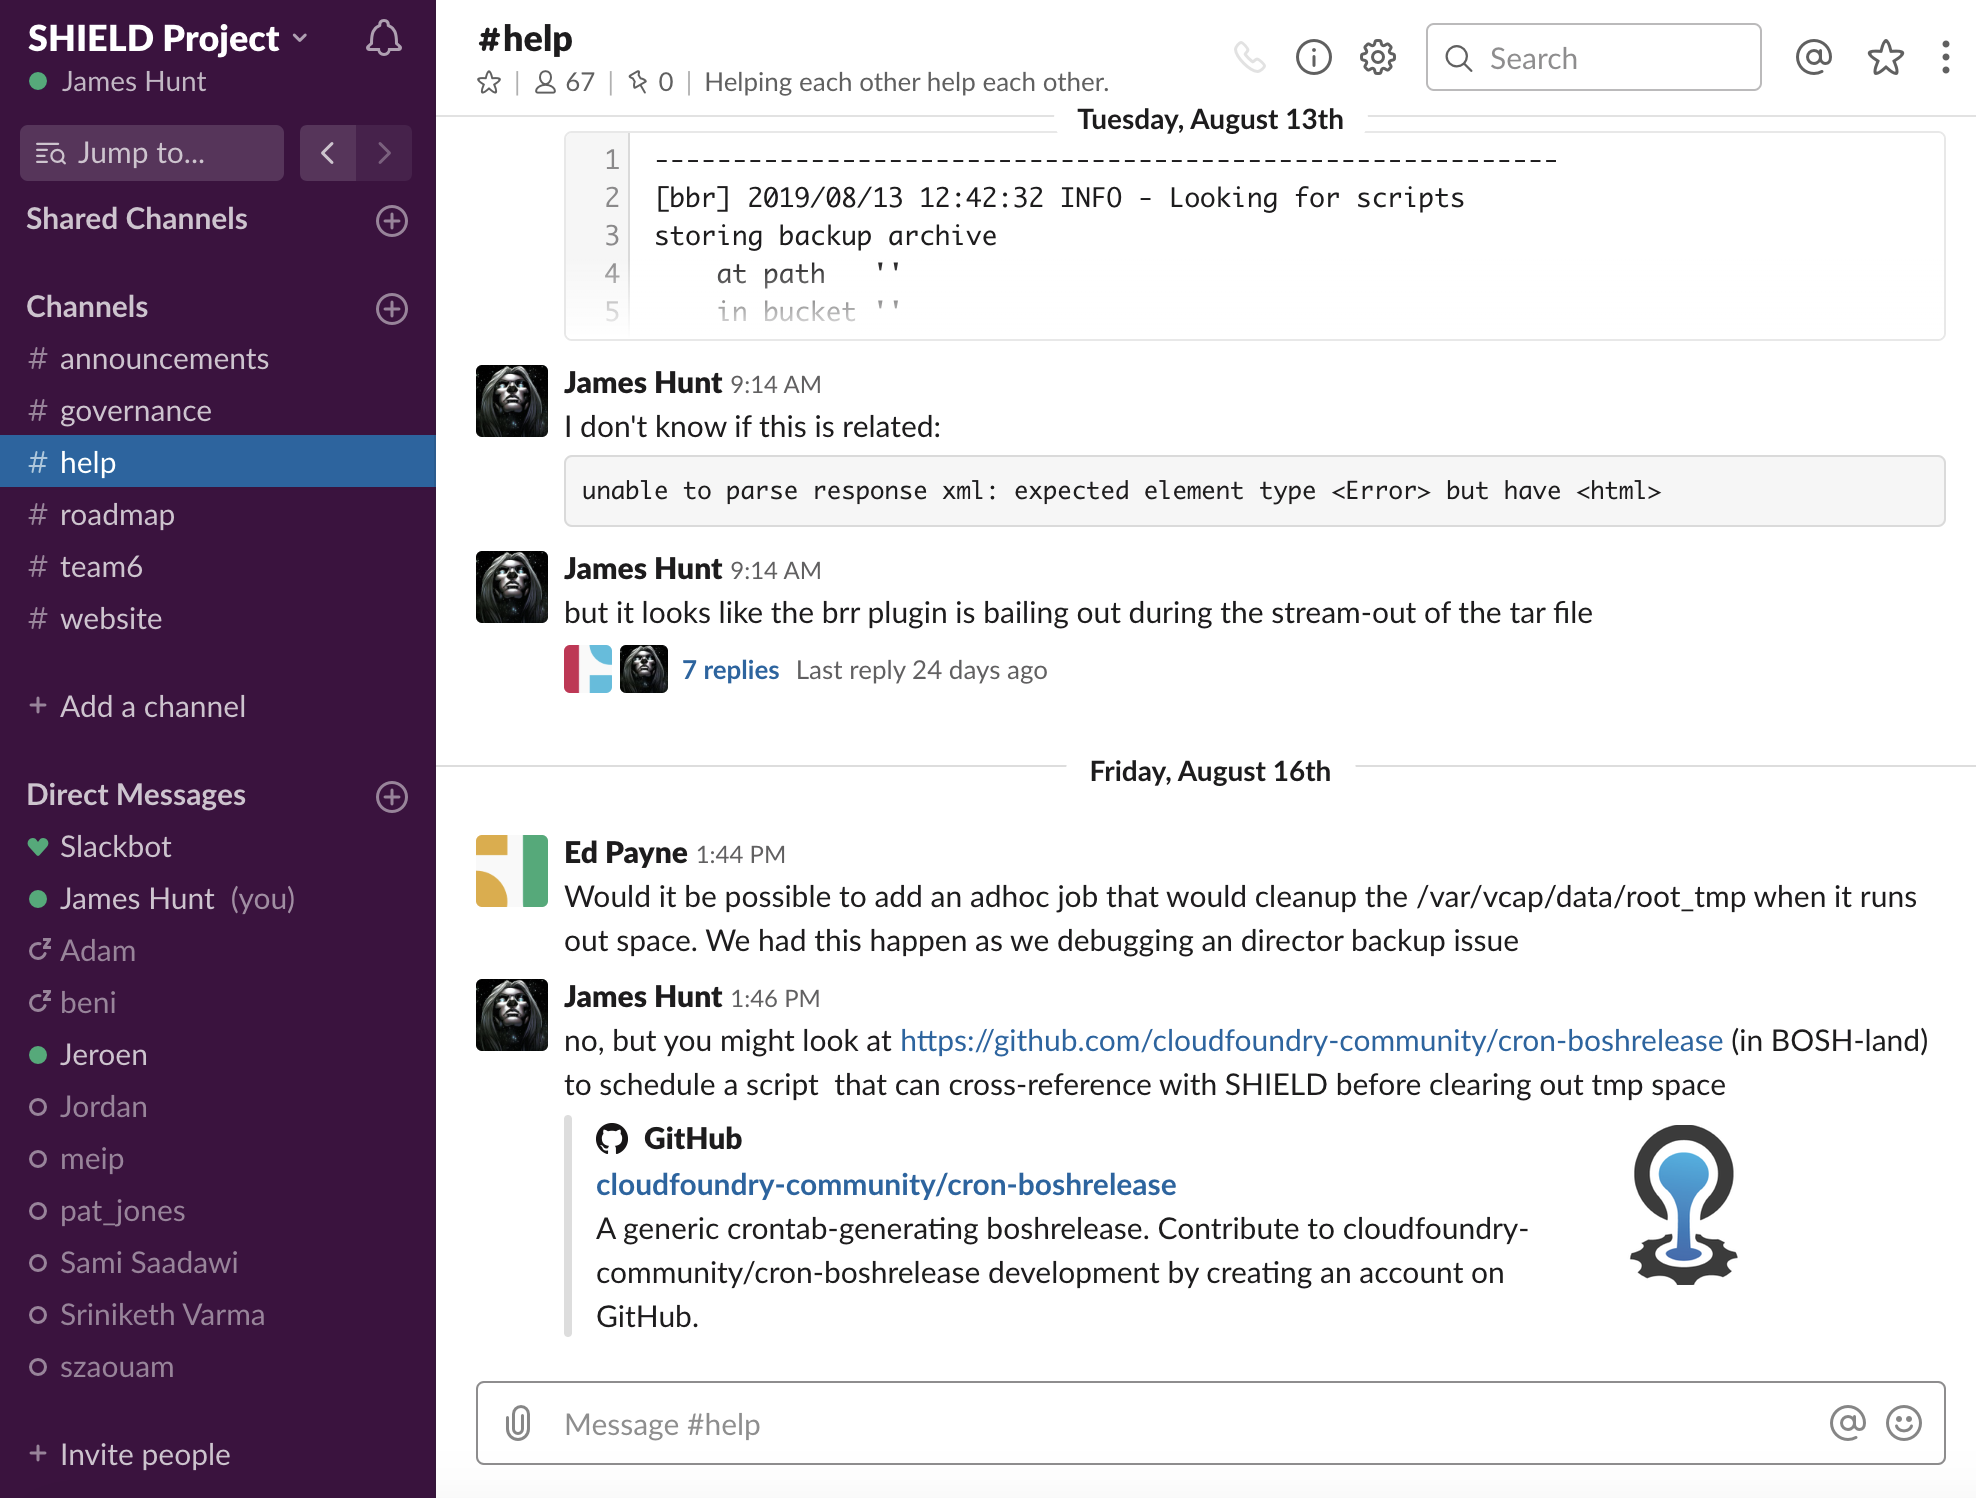 SHIELD Project
James Hunt
Jump to...
Shared Channels
Channels
# announcements
# governance
# help
# roadmap
# team6
# website
+ Add a channel
Direct Messages
Slackbot
James Hunt (you)
Adam
beni
Jeroen
Jordan
meip
pat_jones
Sami Saadawi
Sriniketh Varma
szaouam
+ Invite people
#help
67 | 0 | Helping each other help each other.
Search
Tuesday, August 13th
1 ----------------------------------------------------------
2 [bbr] 2019/08/13 12:42:32 INFO - Looking for scripts
3 storing backup archive
4 at path ''
5 in bucket ''
James Hunt 9:14 AM
I don't know if this is related:
unable to parse response xml: expected element type <Error> but have <html>
James Hunt 9:14 AM
but it looks like the brr plugin is bailing out during the stream-out of the tar file
7 replies Last reply 24 days ago
Friday, August 16th
Ed Payne 1:44 PM
Would it be possible to add an adhoc job that would cleanup the /var/vcap/data/root_tmp when it runs
out space. We had this happen as we debugging an director backup issue
James Hunt 1:46 PM
no, but you might look at https://github.com/cloudfoundry-community/cron-boshrelease (in BOSH-land)
to schedule a script  that can cross-reference with SHIELD before clearing out tmp space
GitHub
cloudfoundry-community/cron-boshrelease
A generic crontab-generating boshrelease. Contribute to cloudfoundry-
community/cron-boshrelease development by creating an account on
GitHub.
Message #help